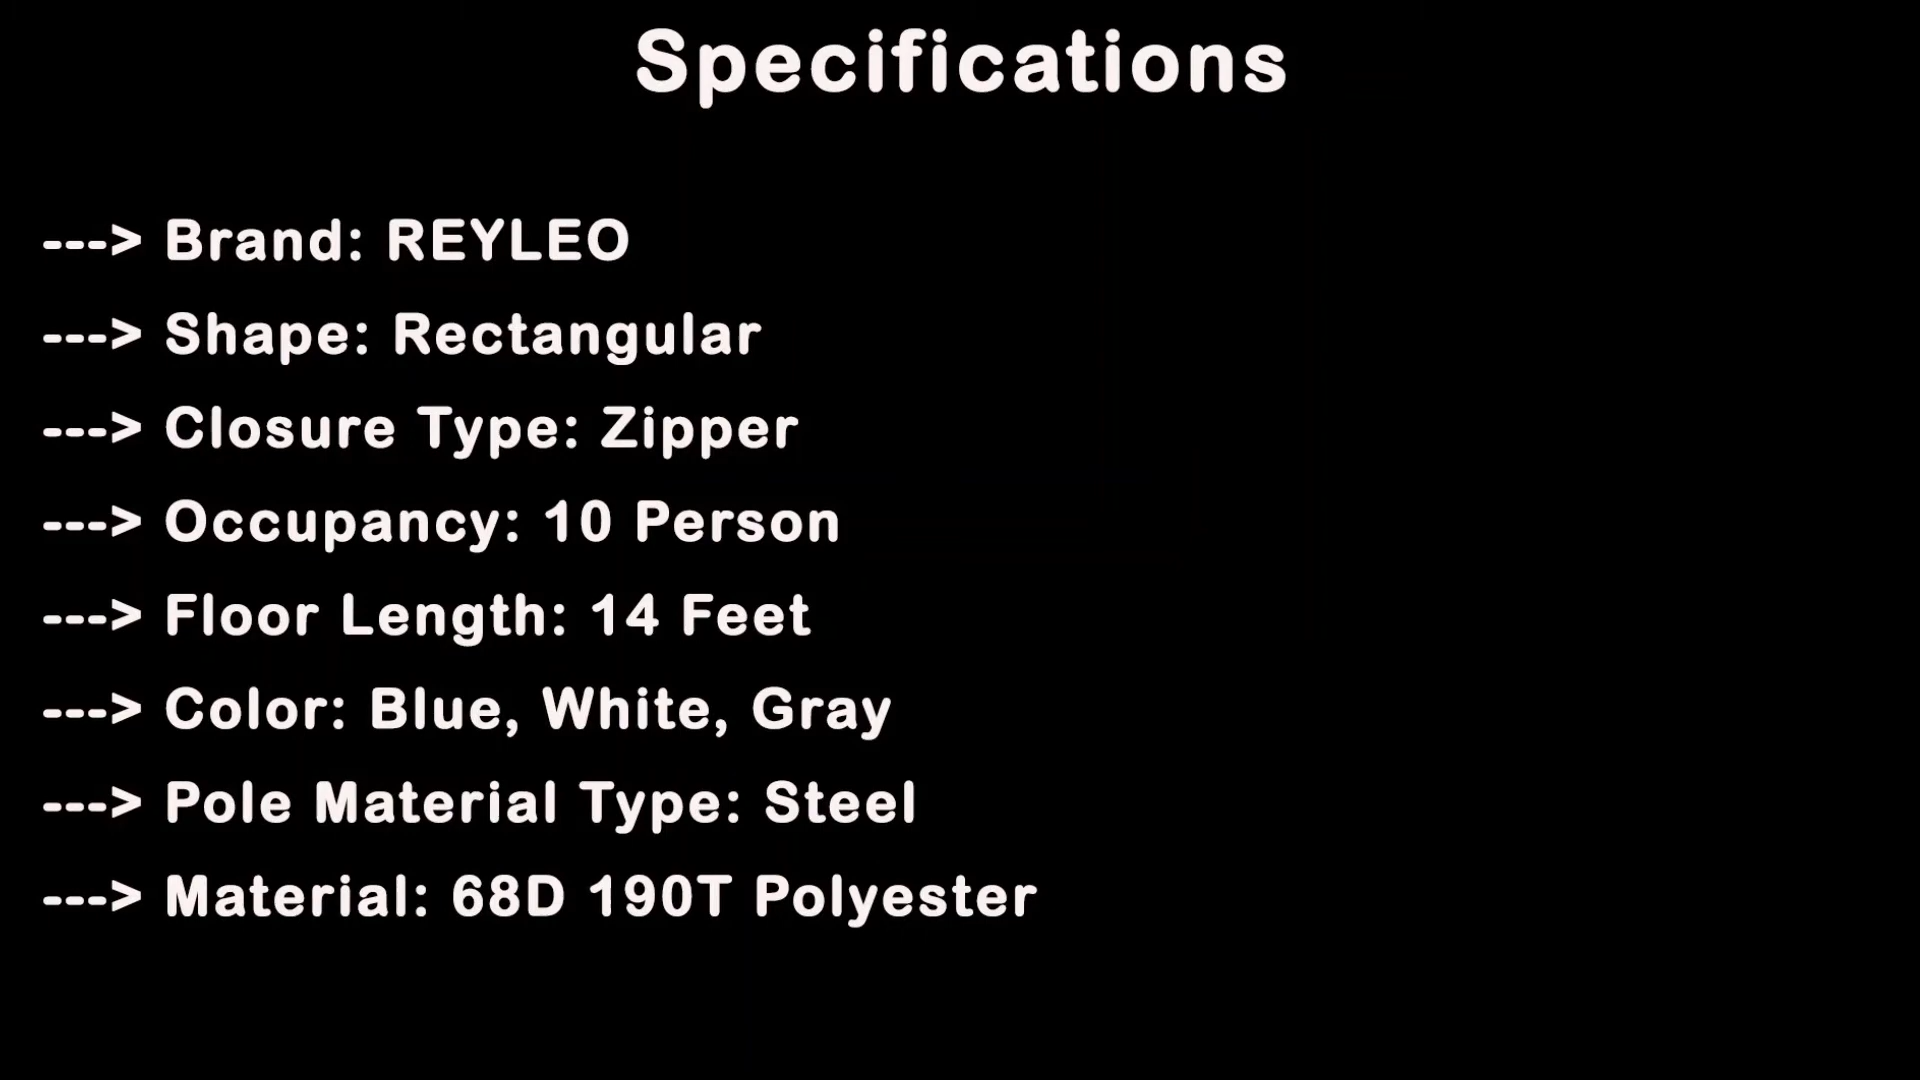 Specifications
---> Brand: REYLEO
---> Shape: Rectangular
---> Closure Type: Zipper
---> Occupancy: 10 Person
---> Floor Length: 14 Feet
---> Color: Blue, White, Gray
---> Pole Material Type: Steel
---> Material: 68D 190T Polyester